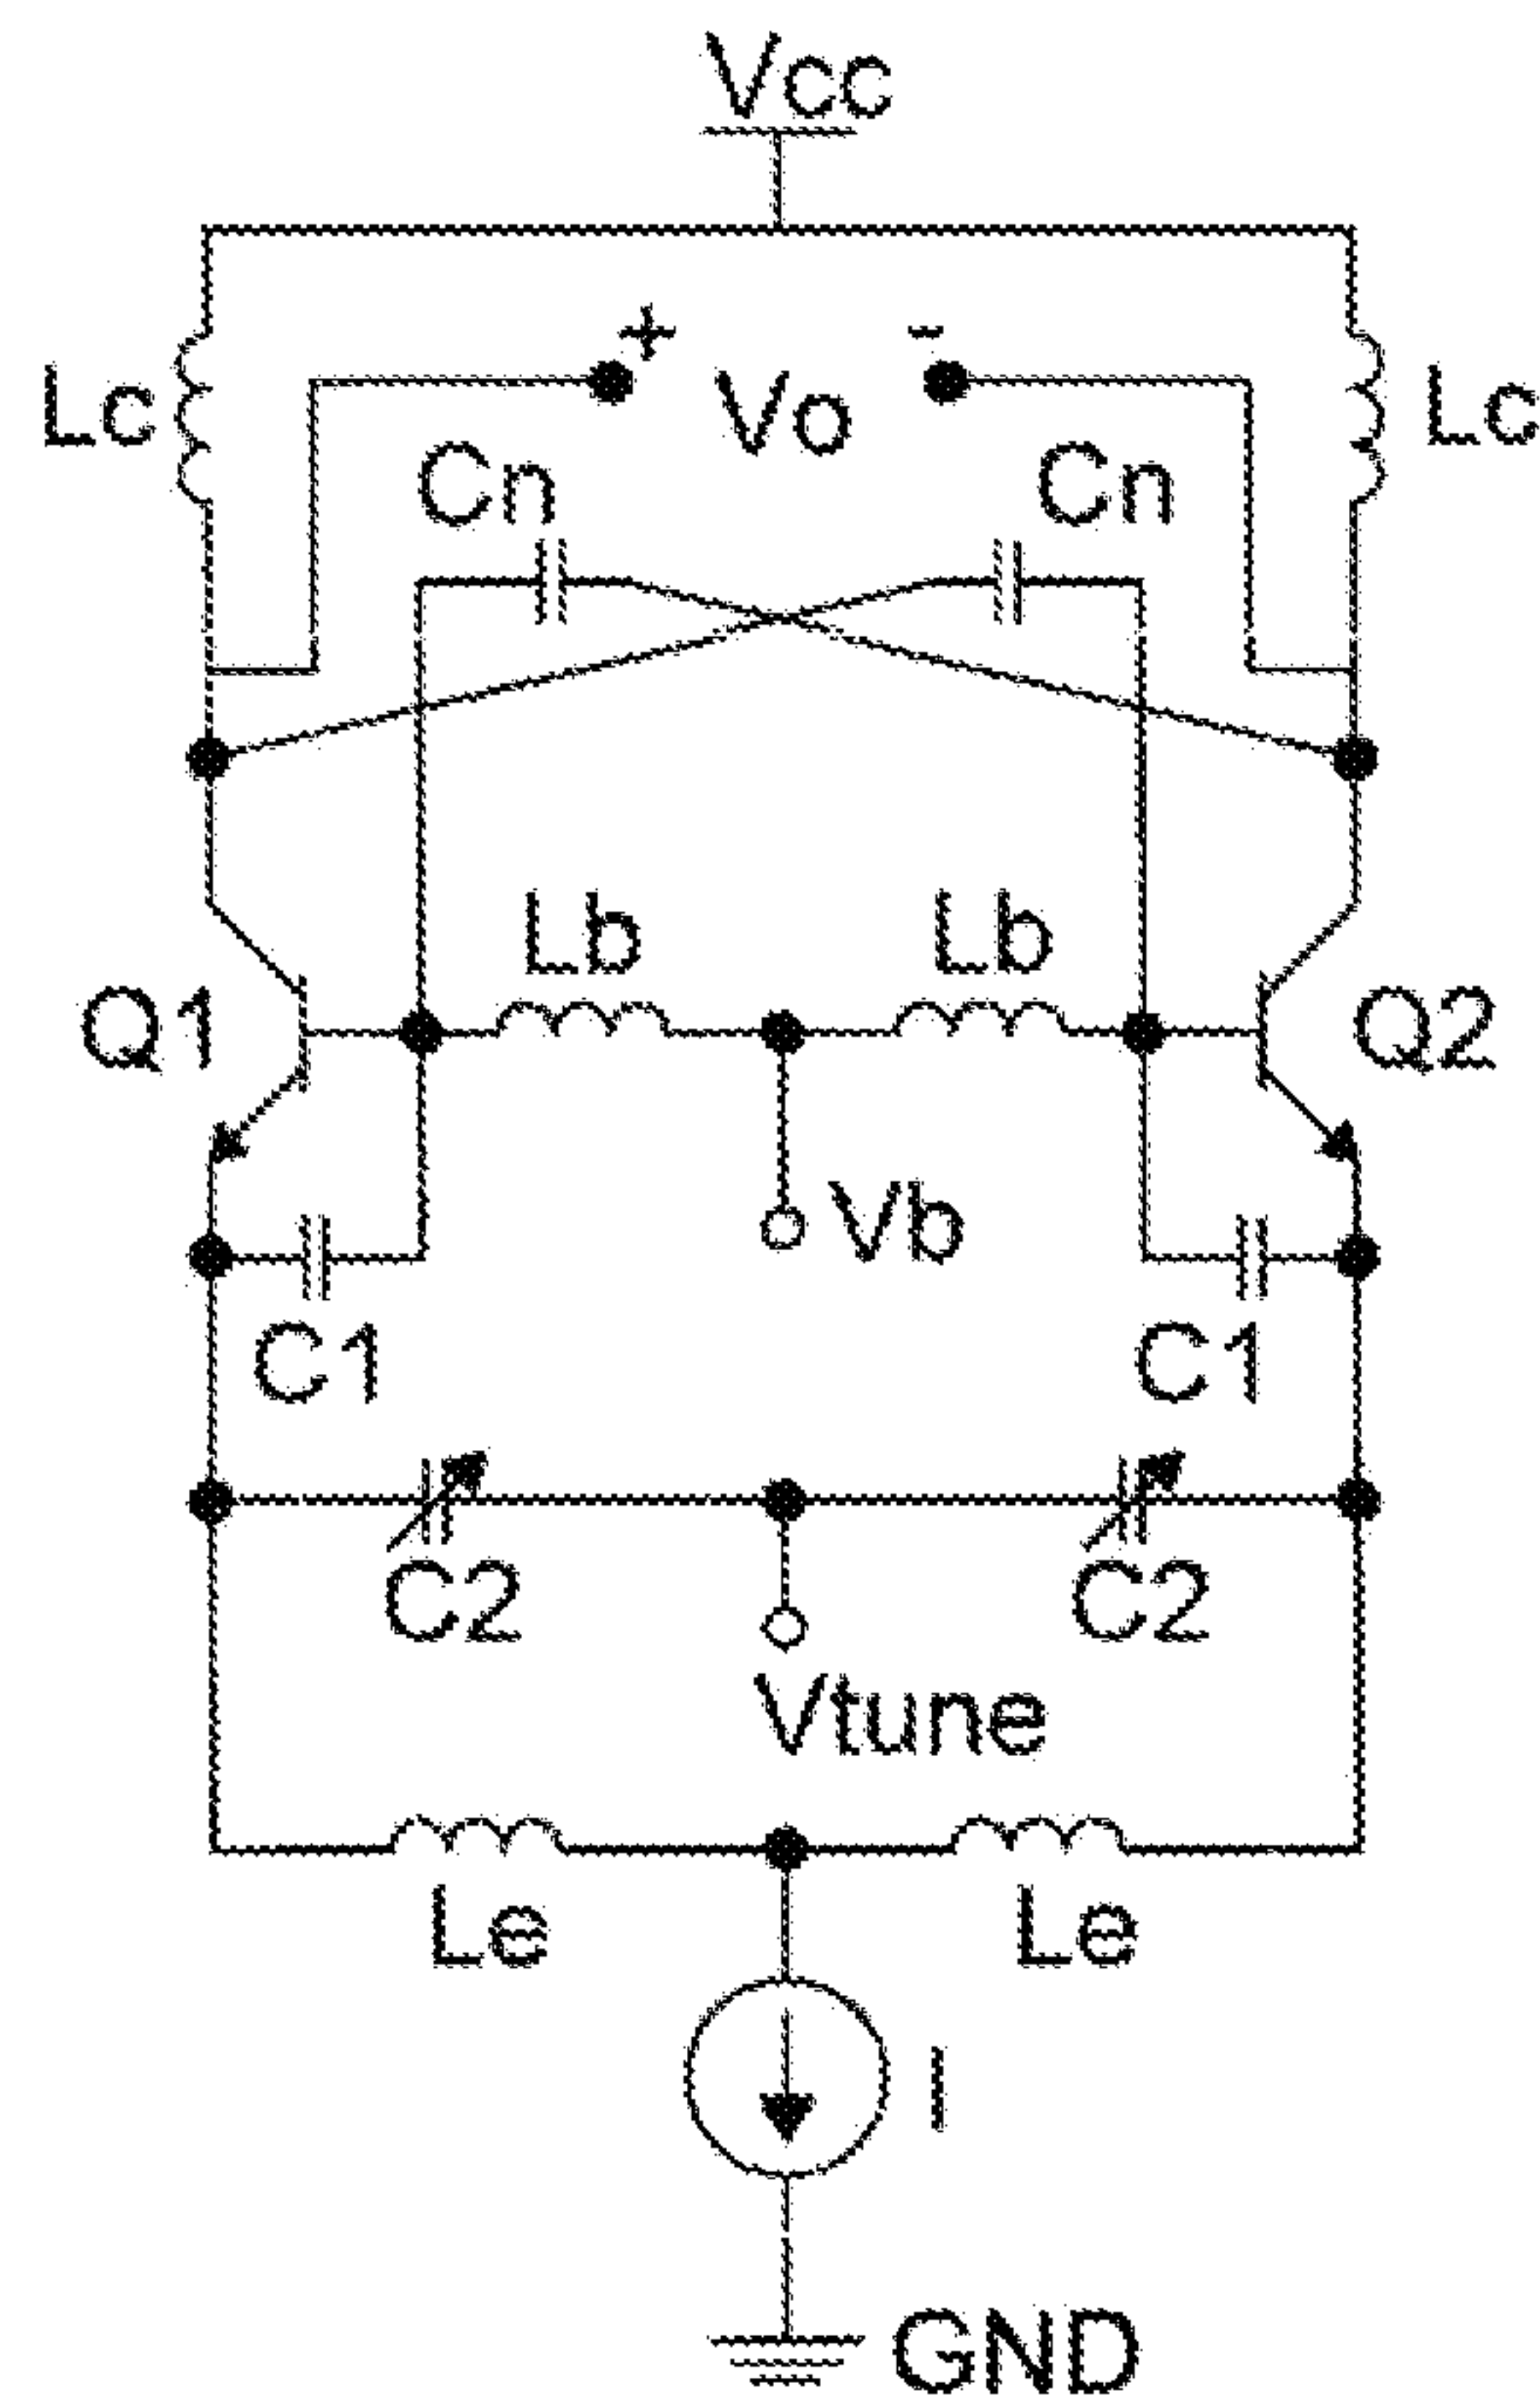 Vcc
+ -
Lc Vo Lc
Cn Cn
Lb Lb
Q1 Q2
Vb
C1 C1
C2 C2
Vtune
Le Le
I
GND